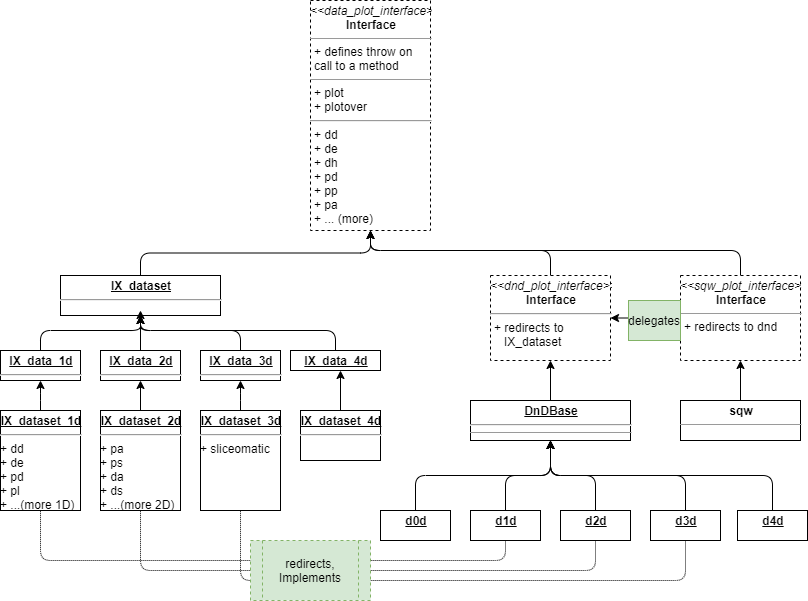 <<data_plot_interface>
Interface
+ defines throw on
call to a method
+ plot
+ plotover
+ dd
+ de
+ dh
+ pd
+ pp
+ pa
+ ... (more)
IX_dataset
<<dnd_plot_interface>
Interface
+ redirects to
IX_dataset
delegates
<<sqw_plot_interface>
Interface
+ redirects to dnd
IX_data_1d
IX_data_2d
IX_data_3d
IX_data_4d
IX_dataset_1d
+ dd
+ de
+ pd
+ pl
+ ...(more 1D)
IX_dataset_2d
+ pa
+ ps
+ da
+ ds
+ ...(more 2D)
IX_dataset_3d
+ sliceomatic
IX_dataset_4d
DnDBase
sqw
d0d
d1d
d2d
d3d
d4d
redirects,
Implements